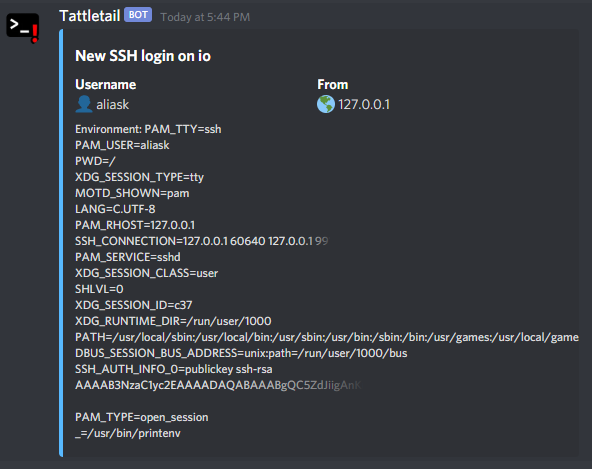 Tattletail BOT Today at 5:44 PM
New SSH login on io
Username From
aliask 127.0.0.1
Environment: PAM_TTY=ssh
PAM_USER=aliask
PWD=/
XDG_SESSION_TYPE=tty
MOTD_SHOWN=pam
LANG=C.UTF-8
PAM_RHOST=127.0.0.1
SSH_CONNECTION=127.0.0.1 60640 127.0.0.1 99
PAM_SERVICE=sshd
XDG_SESSION_CLASS=user
SHLVL=0
XDG_SESSION_ID=c37
XDG_RUNTIME_DIR=/run/user/1000
PATH=/usr/local/sbin:/usr/local/bin:/usr/sbin:/usr/bin:/sbin:/bin:/usr/games:/usr/local/game
DBUS_SESSION_BUS_ADDRESS=unix:path=/run/user/1000/bus
SSH_AUTH_INFO_0=publickey ssh-rsa
PAM_TYPE=open_session
_=/usr/bin/printenv